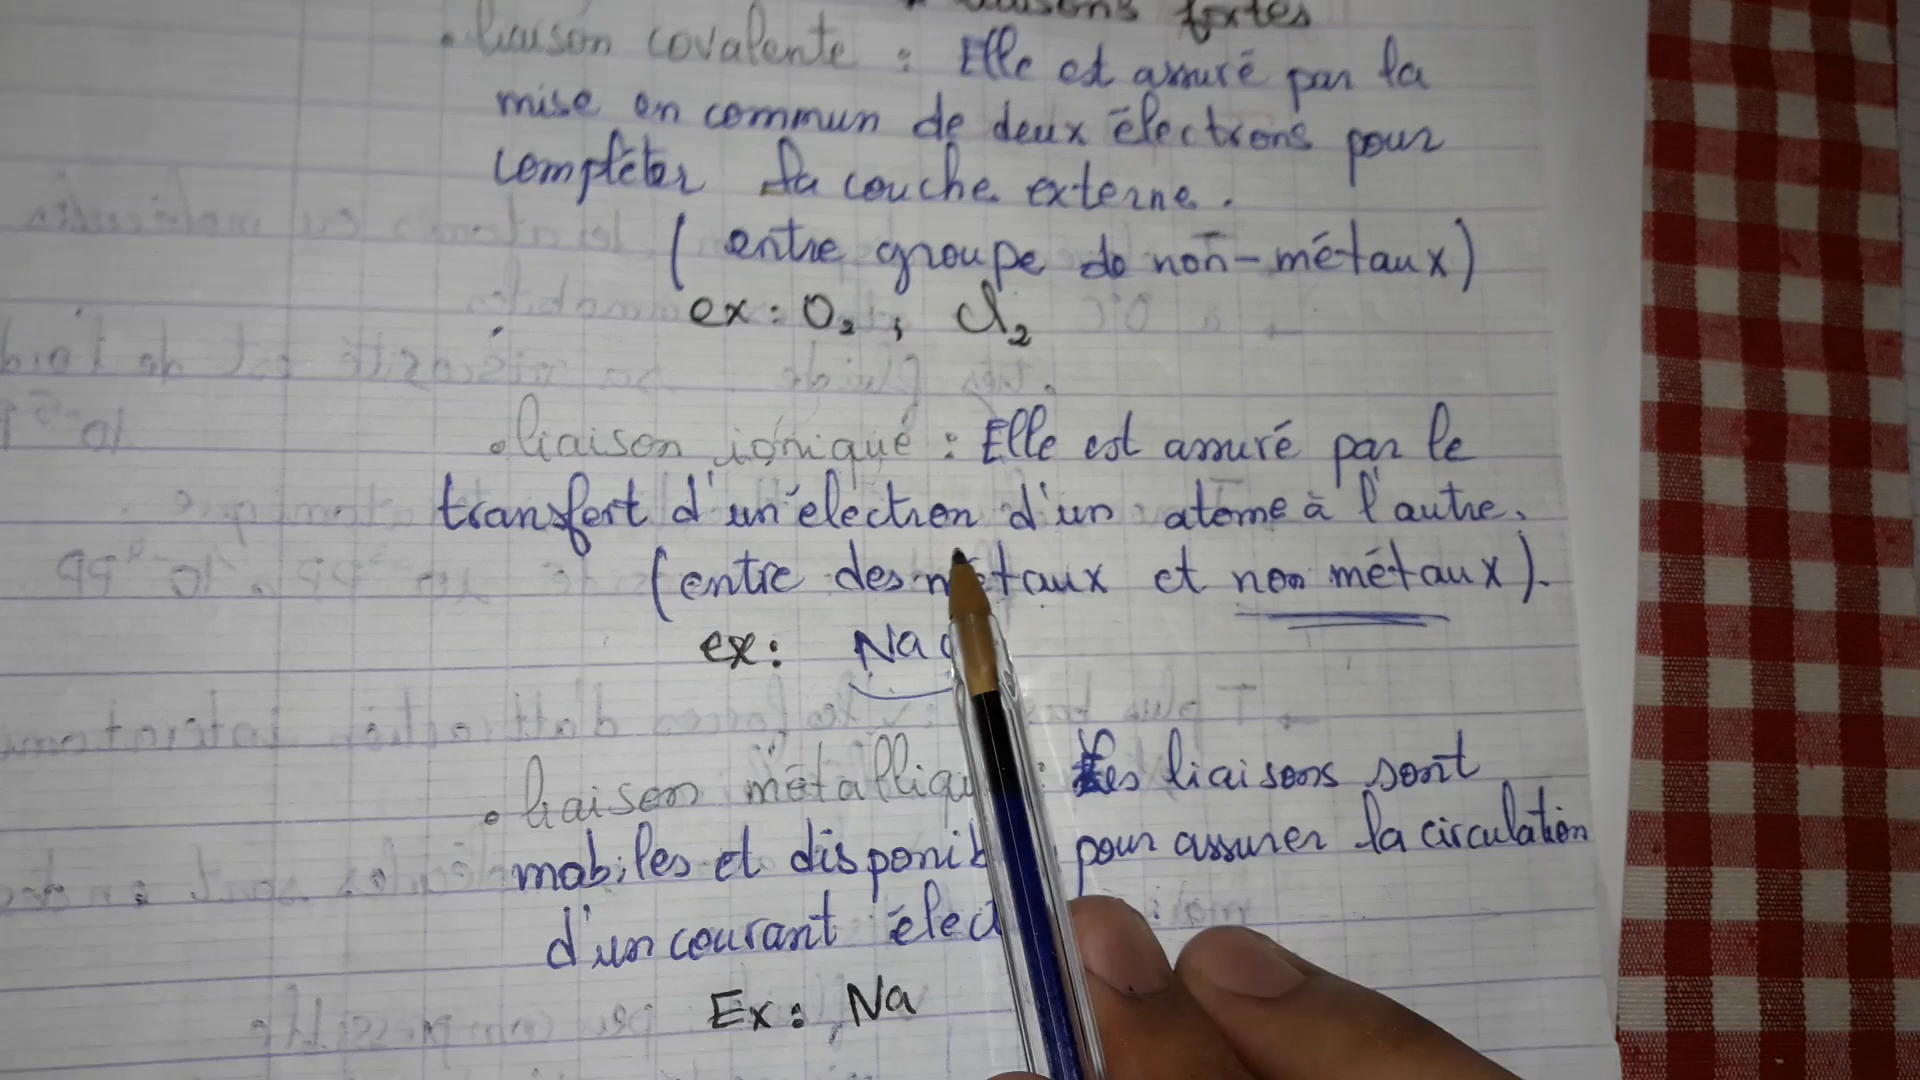 liaisons fortes
• liaison covalente : Elle est assuré par la
mise en commun de deux électrons pour
compléter la couche externe.
( entre groupe de non-métaux)
ex: O₂ , Cl₂
• liaison ionique : Elle est assuré par le
transfert d'un électron d'un atome à l'autre.
(entre des métaux et non métaux).
ex: Na
• liaison métallique : les liaisons sont
mobiles et disponib pour assurer la circulation
d'un courant élect
Ex: Na